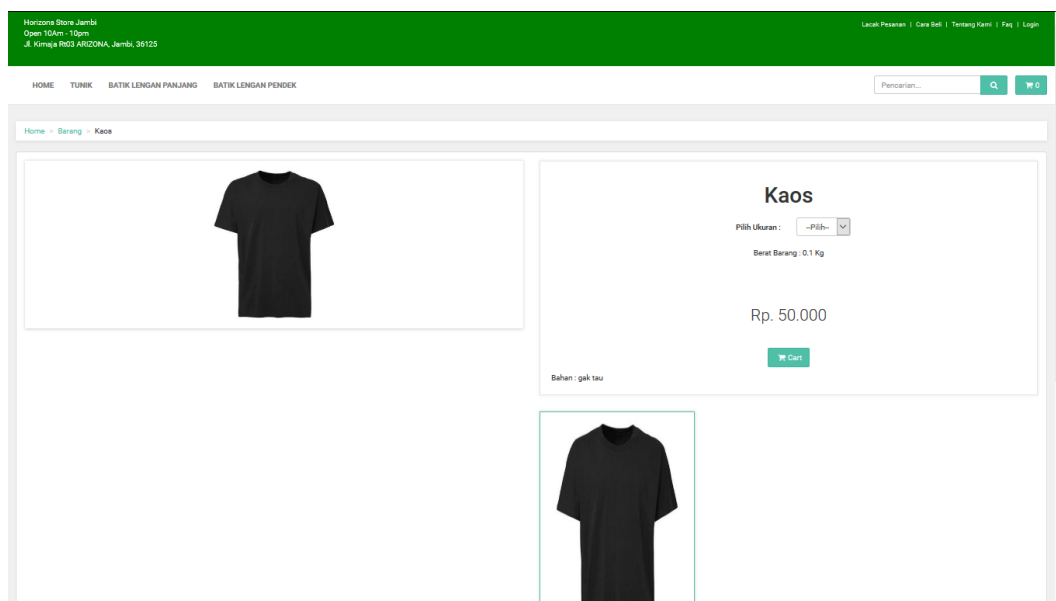 Horizons Store Jambi
Open 10Am - 10pm
Jl. Kimaja Rt03 ARIZONA, Jambi, 36125
Lacak Pesanan | Cara Beli | Tentang Kami | Faq | Login
HOME TUNIK BATIK LENGAN PANJANG BATIK LENGAN PENDEK
Pencarian...
0
Home > Barang > Kaos
Kaos
Pilih Ukuran : --Pilih--
Berat Barang : 0.1 Kg
Rp. 50.000
Cart
Bahan : gak tau